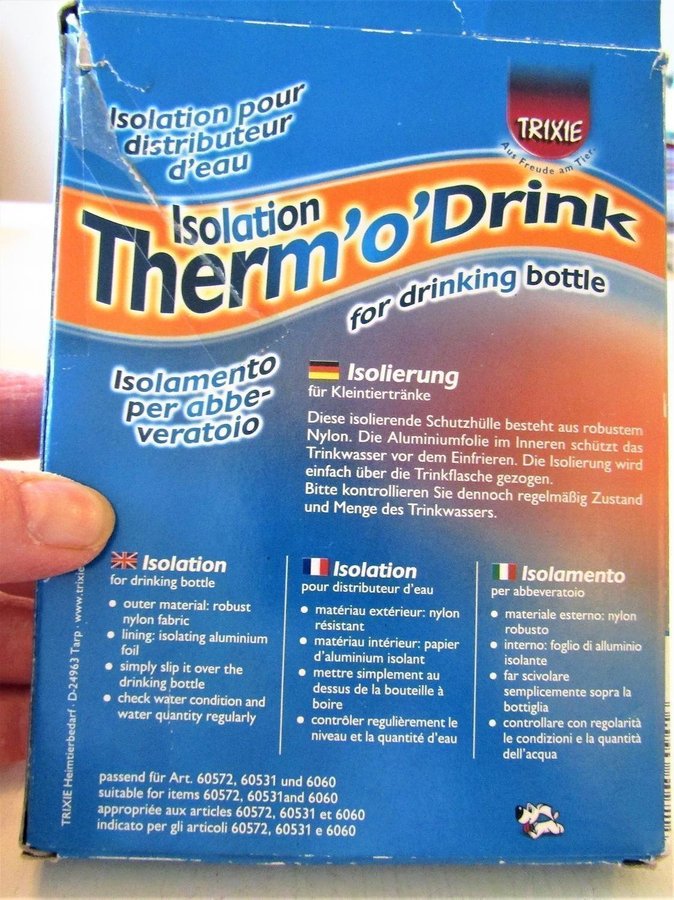 Isolation pour
distributeur
d'eau
TRIXIE
Aus Freude am Tier.
Isolation
Therm'o'Drink
for drinking bottle
Isolamento
per abbe-
veratoio
Isolierung
für Kleintiertränke
Diese isolierende Schutzhülle besteht aus robustem
Nylon. Die Aluminiumfolie im Inneren schützt das
Trinkwasser vor dem Einfrieren. Die Isolierung wird
einfach über die Trinkflasche gezogen.
Bitte kontrollieren Sie dennoch regelmäßig Zustand
und Menge des Trinkwassers.
Isolation
for drinking bottle
• outer material: robust
nylon fabric
• lining: isolating aluminium
foil
• simply slip it over the
drinking bottle
• check water condition and
water quantity regularly
Isolation
pour distributeur d'eau
• matériau extérieur: nylon
résistant
• matériau intérieur: papier
d'aluminium isolant
• mettre simplement au
dessus de la bouteille à
boire
• contrôler regulièrement le
niveau et la quantité d'eau
Isolamento
per abbeveratoio
• materiale esterno: nylon
robusto
• interno: foglio di alluminio
isolante
• far scivolare
semplicemente sopra la
bottiglia
• controllare con regolarità
le condizioni e la quantità
dell'acqua
TRIXIE Heimtierbedarf · D-24963 Tarp · www.trixie
passend für Art. 60572, 60531 und 6060
suitable for items 60572, 60531and 6060
appropriée aux articles 60572, 60531 et 6060
indicato per gli articoli 60572, 60531 e 6060